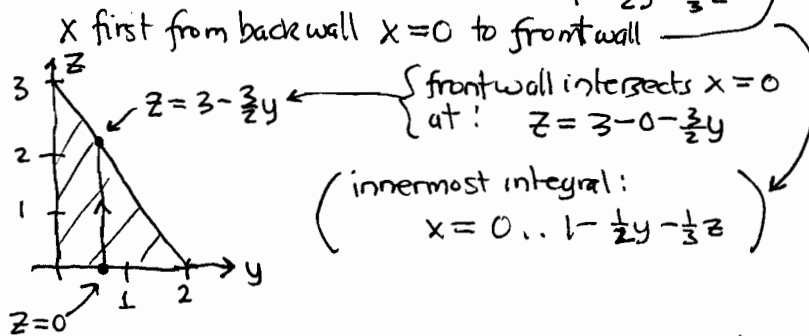 x first from back wall x=0 to front wall
z
3
z = 3 - 3/2 y
{ front wall intersects x = 0
at : z = 3 - 0 - 3/2 y
2
1
( innermost integral :
x = 0 .. 1 - 1/2 y - 1/3 z )
1
2
y
z=0